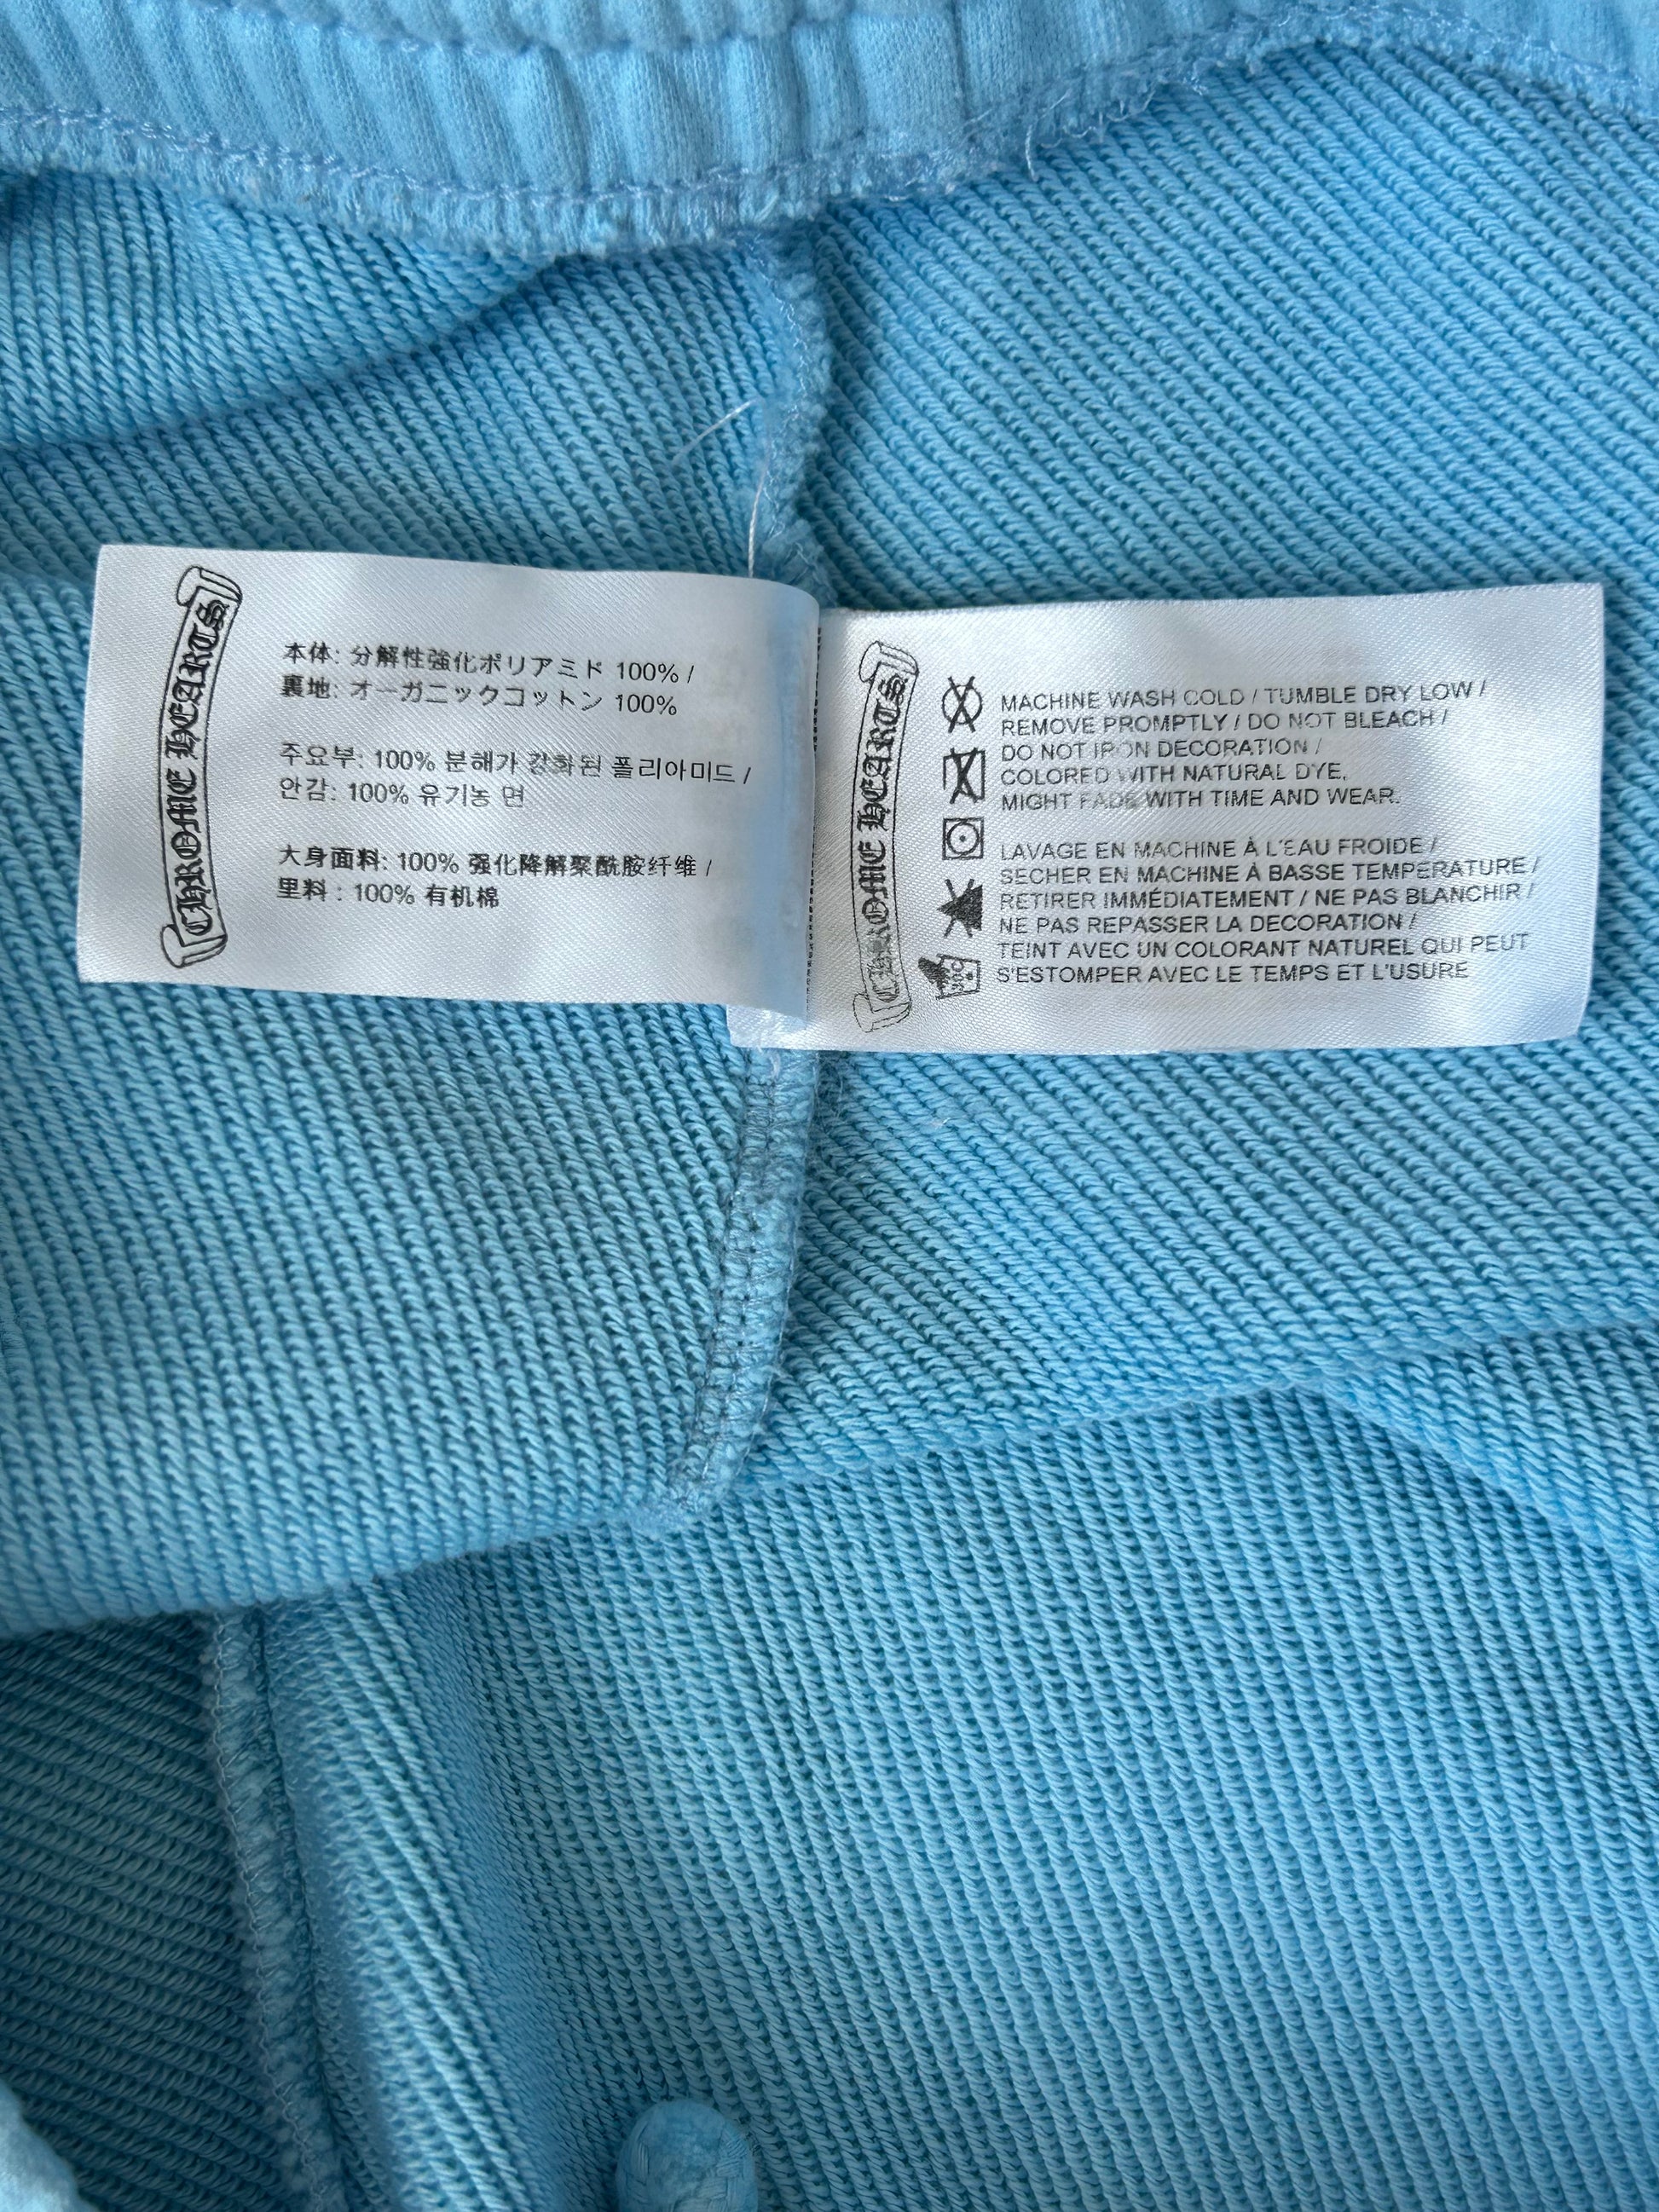 CHROME HEARTS
本体: 分解性強化ポリアミド 100% /
裏地: オーガニックコットン 100%
주요부: 100% 분해가 강화된 폴리아미드 /
안감: 100% 유기농 면
大身面料: 100% 强化降解聚酰胺纤维 /
里料 : 100% 有机棉
CHROME HEARTS
MACHINE WASH COLD / TUMBLE DRY LOW /
REMOVE PROMPTLY / DO NOT BLEACH /
DO NOT IRON DECORATION /
COLORED WITH NATURAL DYE,
MIGHT FADE WITH TIME AND WEAR.
LAVAGE EN MACHINE À L'EAU FROIDE /
SECHER EN MACHINE À BASSE TEMPERATURE /
RETIRER IMMÉDIATEMENT / NE PAS BLANCHIR /
NE PAS REPASSER LA DECORATION /
TEINT AVEC UN COLORANT NATUREL QUI PEUT
S'ESTOMPER AVEC LE TEMPS ET L'USURE